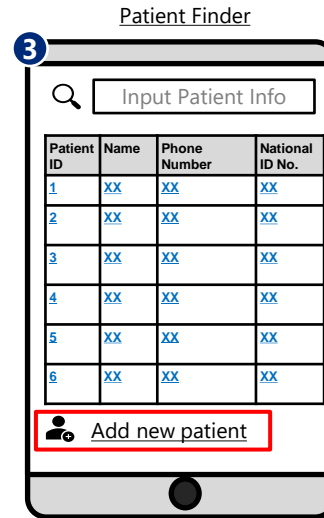 Patient Finder
3
Input Patient Info
Patient ID Name Phone Number National ID No.
1 XX XX XX
2 XX XX XX
3 XX XX XX
4 XX XX XX
5 XX XX XX
6 XX XX XX
Add new patient